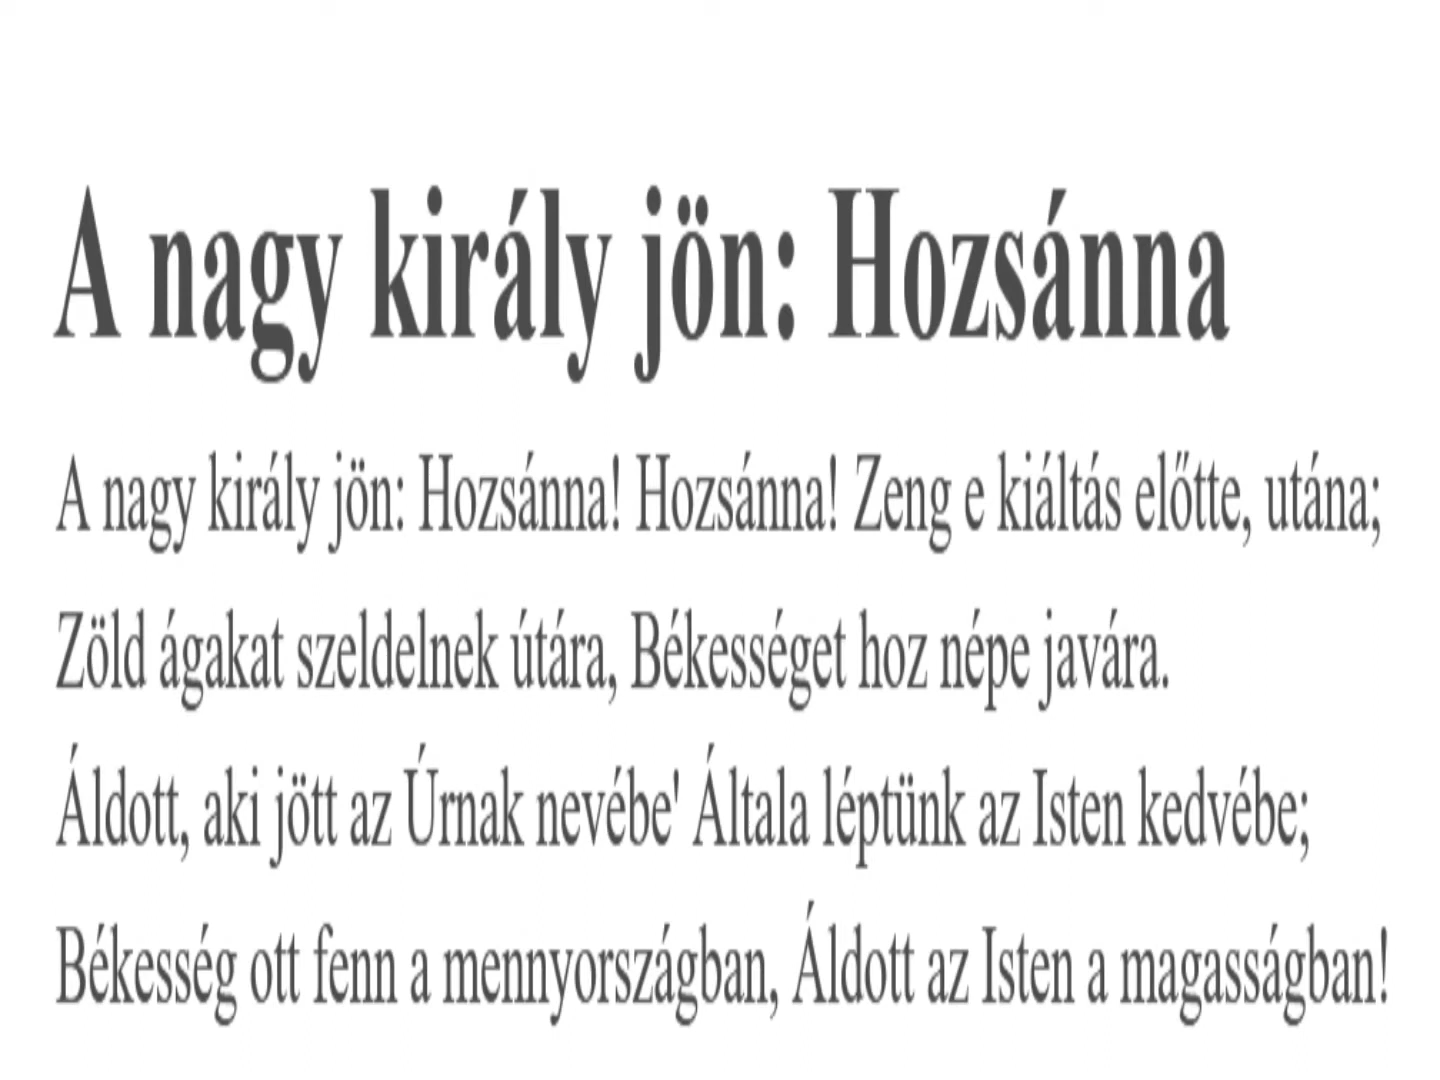 A nagy király jön: Hozsánna
A nagy király jön: Hozsánna! Hozsánna! Zeng e kiáltás előtte, utána;
Zöld ágakat szeldelnek útára, Békességet hoz népe javára.
Áldott, aki jött az Úrnak nevébe' Általa léptünk az Isten kedvébe;
Békesség ott fenn a mennyországban, Áldott az Isten a magasságban!